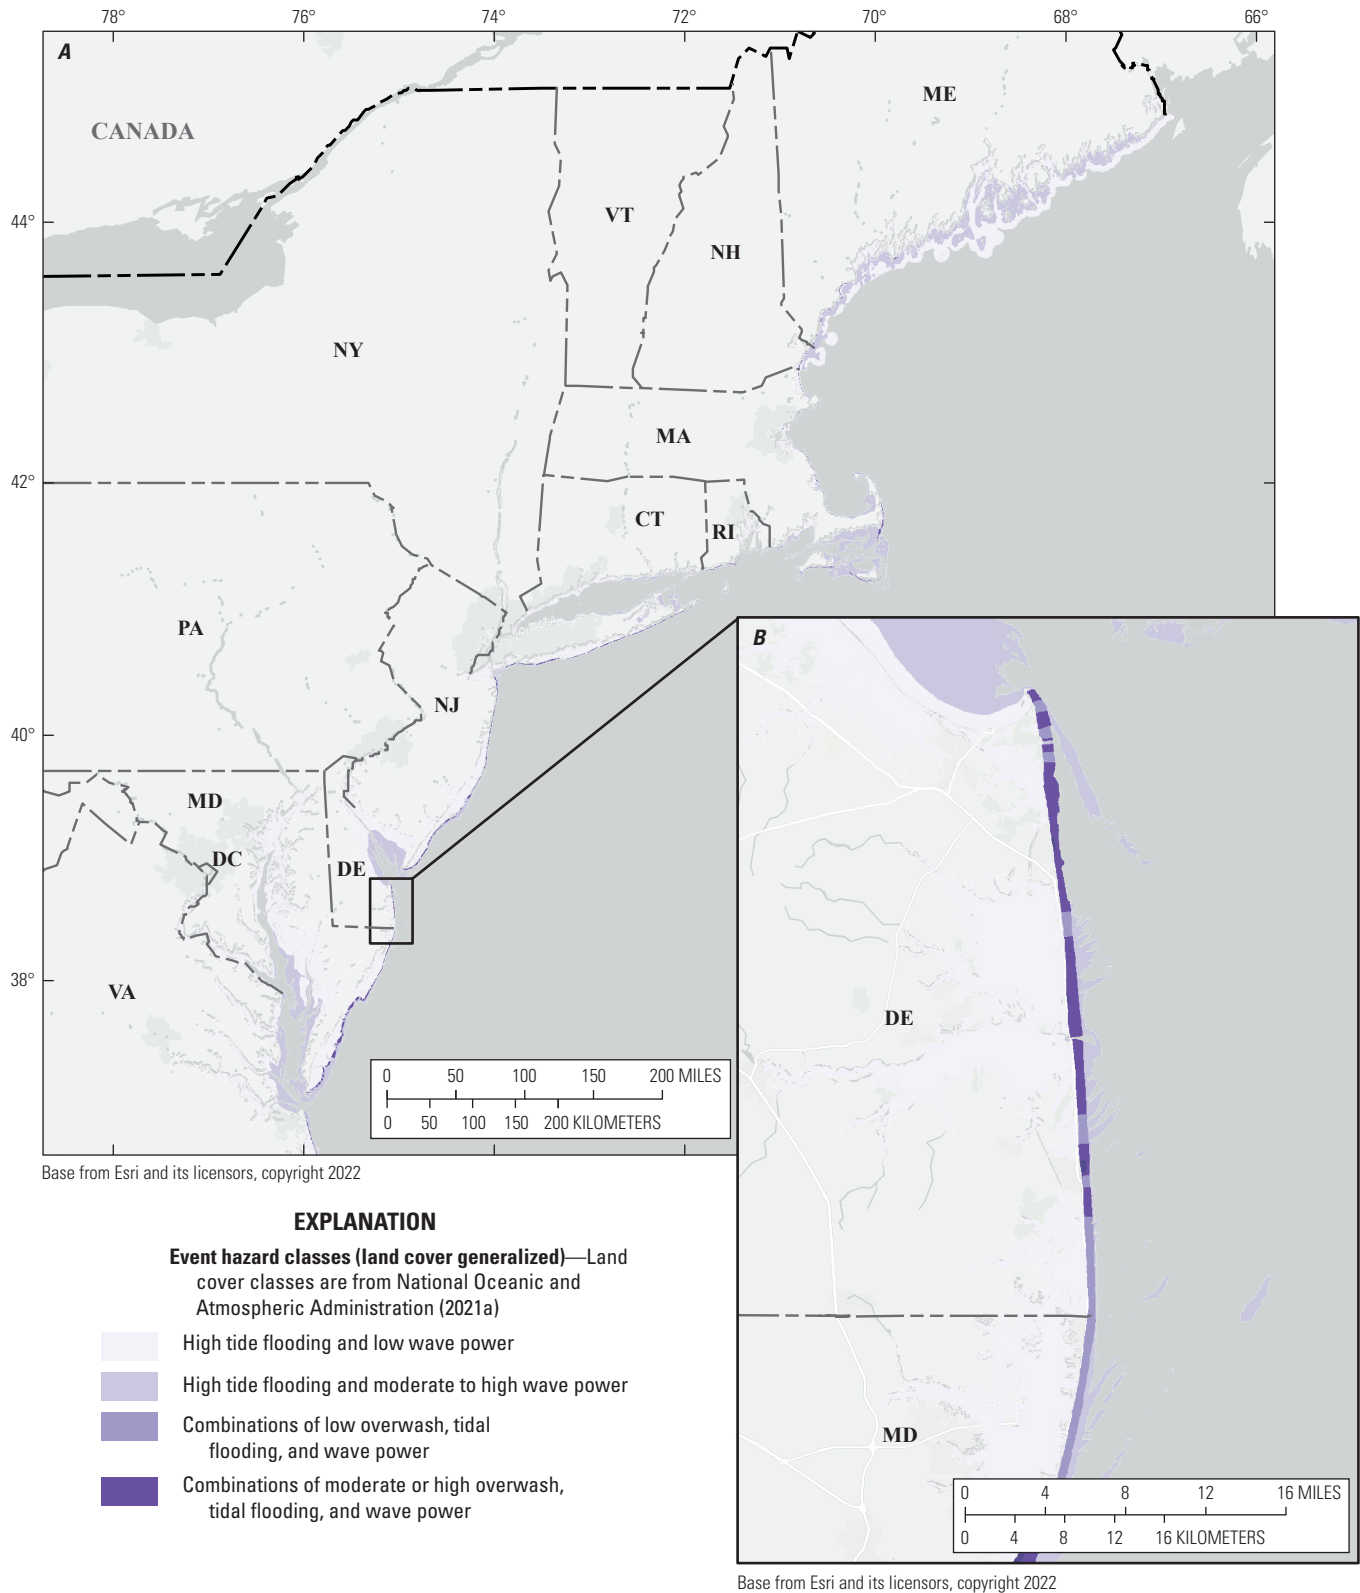 78° 76° 74° 72° 70° 68° 66°
A
ME
CANADA
44°
VT
NH
NY
MA
42°
CT
RI
PA
B
NJ
40°
MD
DC
DE
38°
VA
DE
0 50 100 150 200 MILES
0 50 100 150 200 KILOMETERS
78° 76° 74° 72°
Base from Esri and its licensors, copyright 2022
MD
0 4 8 12 16 MILES
0 4 8 12 16 KILOMETERS
Base from Esri and its licensors, copyright 2022
EXPLANATION
Event hazard classes (land cover generalized)—Land
cover classes are from National Oceanic and
Atmospheric Administration (2021a)
High tide flooding and low wave power
High tide flooding and moderate to high wave power
Combinations of low overwash, tidal
flooding, and wave power
Combinations of moderate or high overwash,
tidal flooding, and wave power